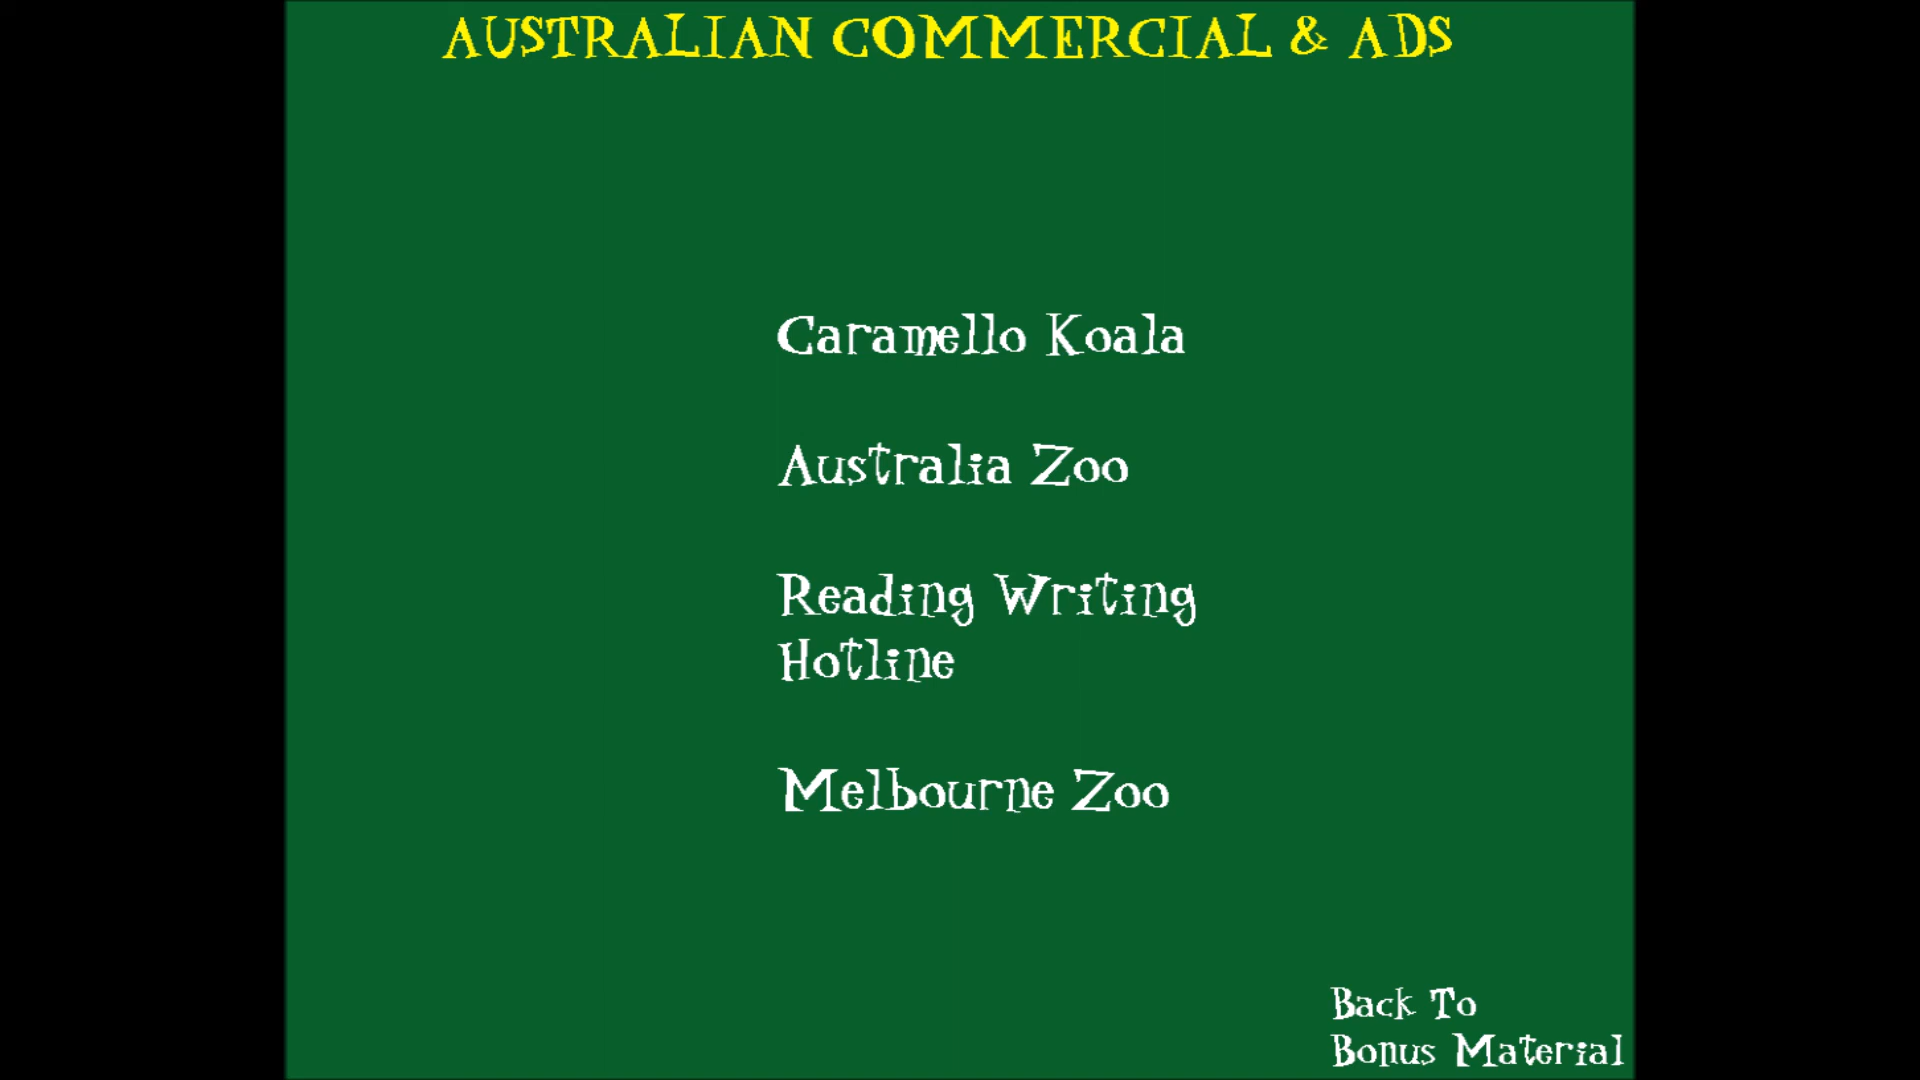 AUSTRALIAN COMMERCIAL & ADS
Caramello Koala
Australia Zoo
Reading Writing
Hotline
Melbourne Zoo
Back To
Bonus Material